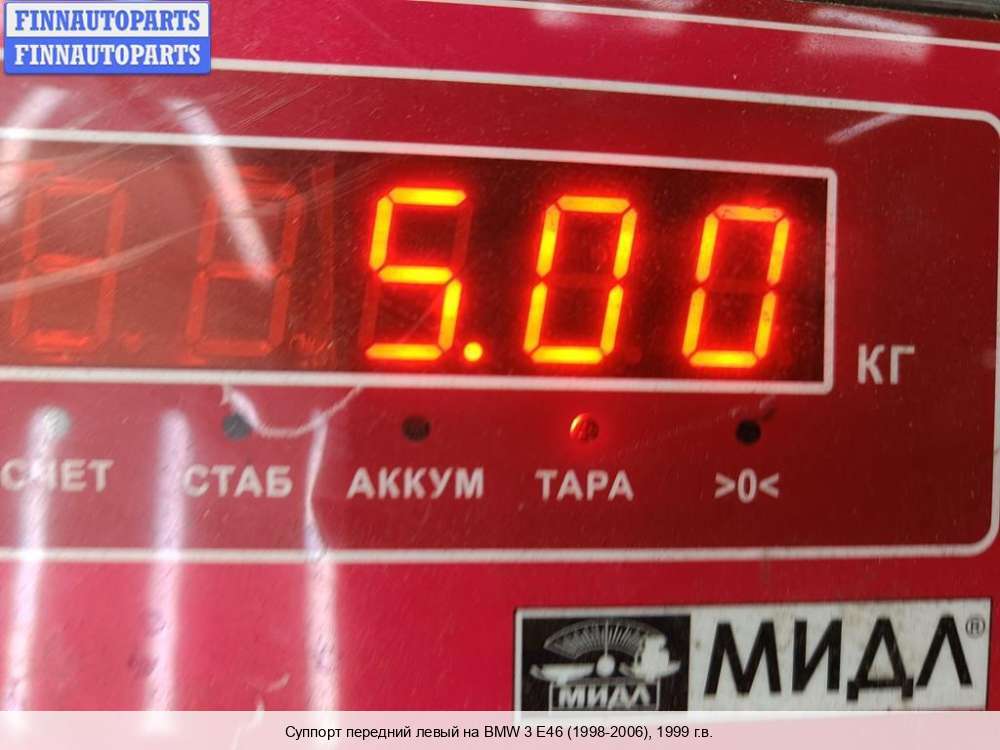 FINNAUTOPARTS
FINNAUTOPARTS
5.00
КГ
СЧЕТ СТАБ АККУМ ТАРА >0<
МИДЛ®
МИДЛ
Суппорт передний левый на BMW 3 E46 (1998-2006), 1999 г.в.